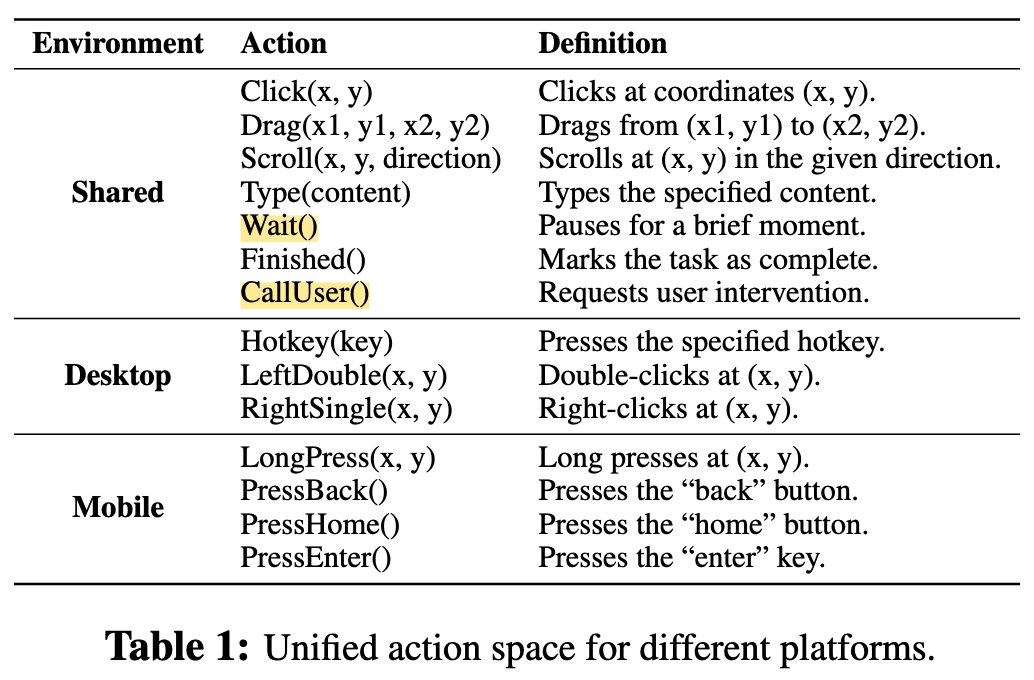 Environment Action Definition
Click(x, y) Clicks at coordinates (x, y).
Drag(x1, y1, x2, y2) Drags from (x1, y1) to (x2, y2).
Scroll(x, y, direction) Scrolls at (x, y) in the given direction.
Shared Type(content) Types the specified content.
Wait() Pauses for a brief moment.
Finished() Marks the task as complete.
CallUser() Requests user intervention.
Hotkey(key) Presses the specified hotkey.
Desktop LeftDouble(x, y) Double-clicks at (x, y).
RightSingle(x, y) Right-clicks at (x, y).
LongPress(x, y) Long presses at (x, y).
PressBack() Presses the “back” button.
Mobile
PressHome() Presses the “home” button.
PressEnter() Presses the “enter” key.
Table 1: Unified action space for different platforms.